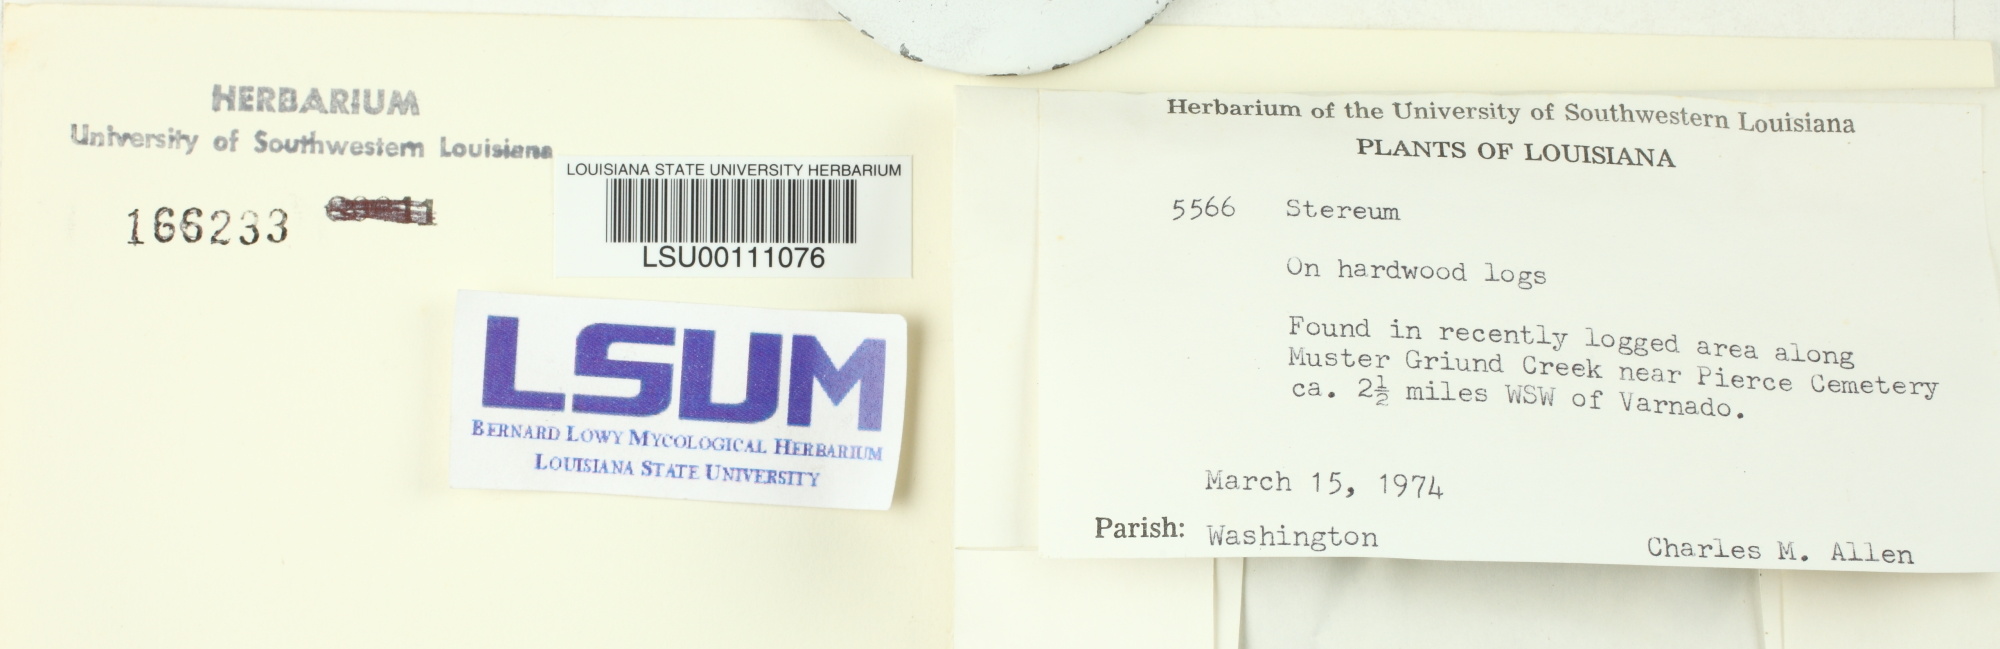 HERBARIUM
University of Southwestern Louisiana
166233
LOUISIANA STATE UNIVERSITY HERBARIUM
LSU00111076
LSUM
BERNARD LOWY MYCOLOGICAL HERBARIUM
LOUISIANA STATE UNIVERSITY
Herbarium of the University of Southwestern Louisiana
PLANTS OF LOUISIANA
5566 Stereum
On hardwood logs
Found in recently logged area along
Muster Griund Creek near Pierce Cemetery
ca. 2½ miles WSW of Varnado.
March 15, 1974
Parish: Washington
Charles M. Allen